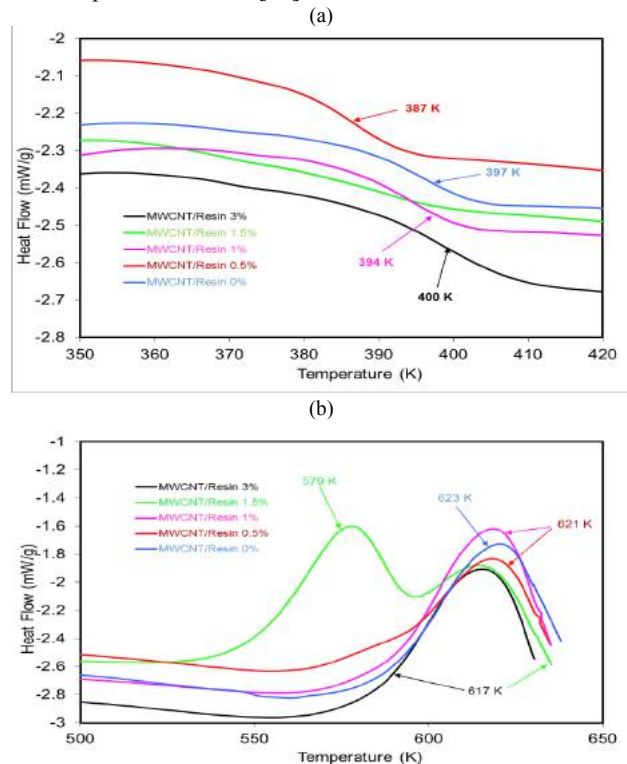 (a)
-2
-2.1
-2.2
-2.3
-2.4
-2.5
-2.6
-2.7
-2.8
Heat Flow (mW/g)
387 K
397 K
394 K
400 K
MWCNT/Resin 3%
MWCNT/Resin 1.5%
MWCNT/Resin 1%
MWCNT/Resin 0.5%
MWCNT/Resin 0%
350 360 370 380 390 400 410 420
Temperature (K)
(b)
-1
-1.2
-1.4
-1.6
-1.8
-2
-2.2
-2.4
-2.6
-2.8
-3
Heat Flow (mW/g)
MWCNT/Resin 3%
MWCNT/Resin 1.5%
MWCNT/Resin 1%
MWCNT/Resin 0.5%
MWCNT/Resin 0%
579 K
623 K
621 K
617 K
500 550 600 650
Temperature (K)